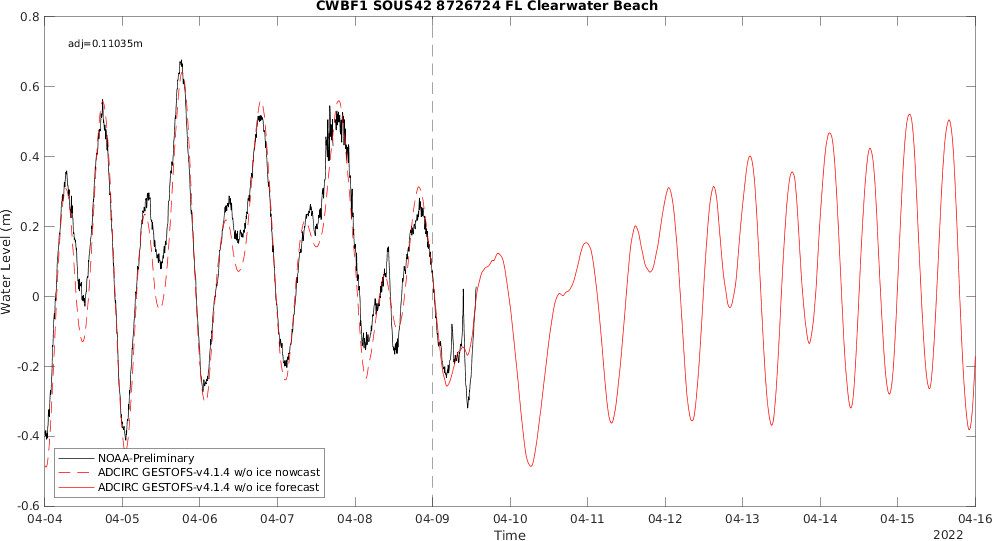 CWBF1 SOUS42 8726724 FL Clearwater Beach
adj=0.11035m
0.8
0.6
0.4
0.2
0
-0.2
-0.4
-0.6
Water Level (m)
NOAA-Preliminary
ADCIRC GESTOFS-v4.1.4 w/o ice nowcast
ADCIRC GESTOFS-v4.1.4 w/o ice forecast
04-04 04-05 04-06 04-07 04-08 04-09 04-10 04-11 04-12 04-13 04-14 04-15 04-16
Time
2022